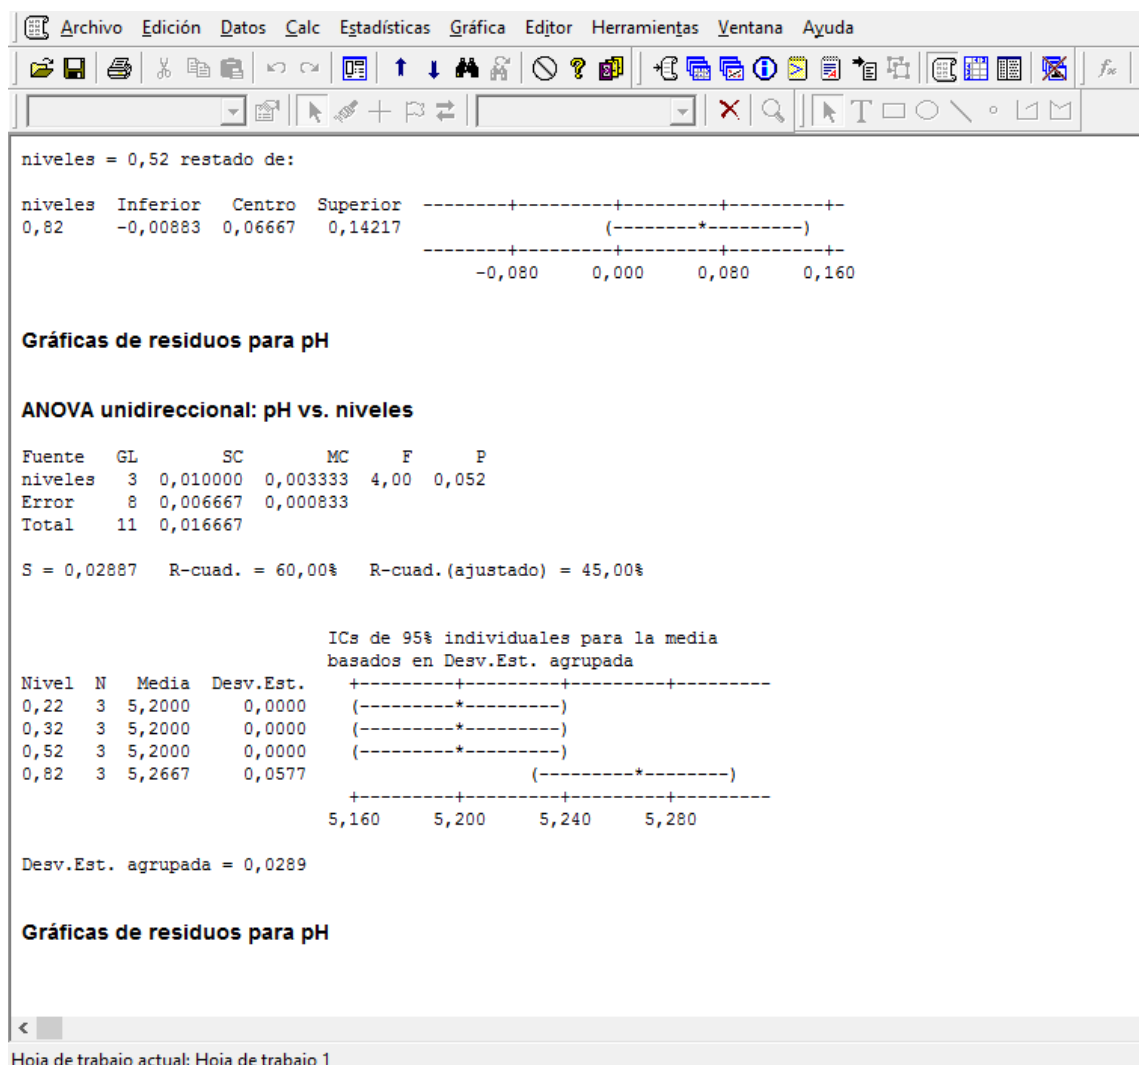 Archivo Edición Datos Calc Estadísticas Gráfica Editor Herramientas Ventana Ayuda
niveles = 0,52 restado de:
niveles  Inferior   Centro  Superior  --------+---------+---------+---------+-
0,82     -0,00883  0,06667   0,14217                    (--------*---------)
                                      --------+---------+---------+---------+-
                                           -0,080     0,000     0,080     0,160
Gráficas de residuos para pH
ANOVA unidireccional: pH vs. niveles
Fuente   GL        SC        MC     F      P
niveles   3  0,010000  0,003333  4,00  0,052
Error     8  0,006667  0,000833
Total    11  0,016667
S = 0,02887   R-cuad. = 60,00%   R-cuad.(ajustado) = 45,00%
                             ICs de 95% individuales para la media
                             basados en Desv.Est. agrupada
Nivel  N   Media  Desv.Est.    +---------+---------+---------+---------
0,22   3  5,2000     0,0000    (---------*---------)
0,32   3  5,2000     0,0000    (---------*---------)
0,52   3  5,2000     0,0000    (---------*---------)
0,82   3  5,2667     0,0577                     (---------*--------)
                               +---------+---------+---------+---------
                             5,160     5,200     5,240     5,280
Desv.Est. agrupada = 0,0289
Gráficas de residuos para pH
Hoja de trabajo actual: Hoja de trabajo 1